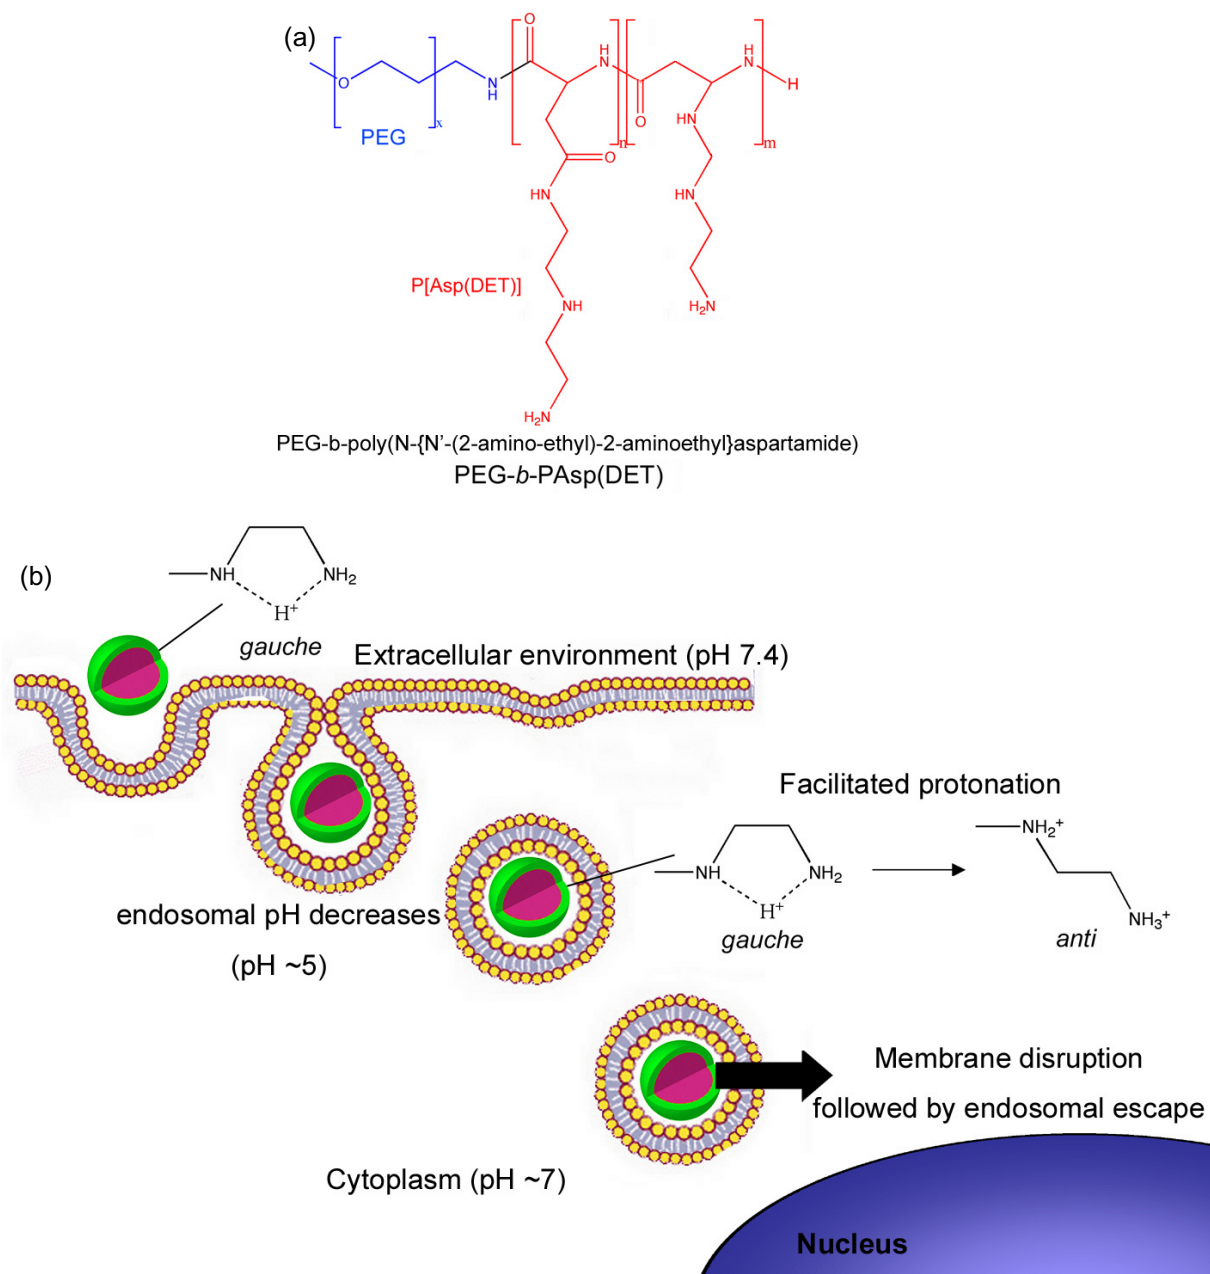 (a)
O
H
N
H
N
H
O
N
H
x
PEG
O
HN
n
m
O
HN
HN
P[Asp(DET)]
NH
H₂N
H₂N
PEG-b-poly(N-{N’-(2-amino-ethyl)-2-aminoethyl}aspartamide)
PEG-b-PAsp(DET)
(b)
NH
NH₂
H⁺
gauche
Extracellular environment (pH 7.4)
Facilitated protonation
NH
NH₂
H⁺
gauche
NH₂⁺
NH₃⁺
anti
endosomal pH decreases
(pH ~5)
Membrane disruption
followed by endosomal escape
Cytoplasm (pH ~7)
Nucleus